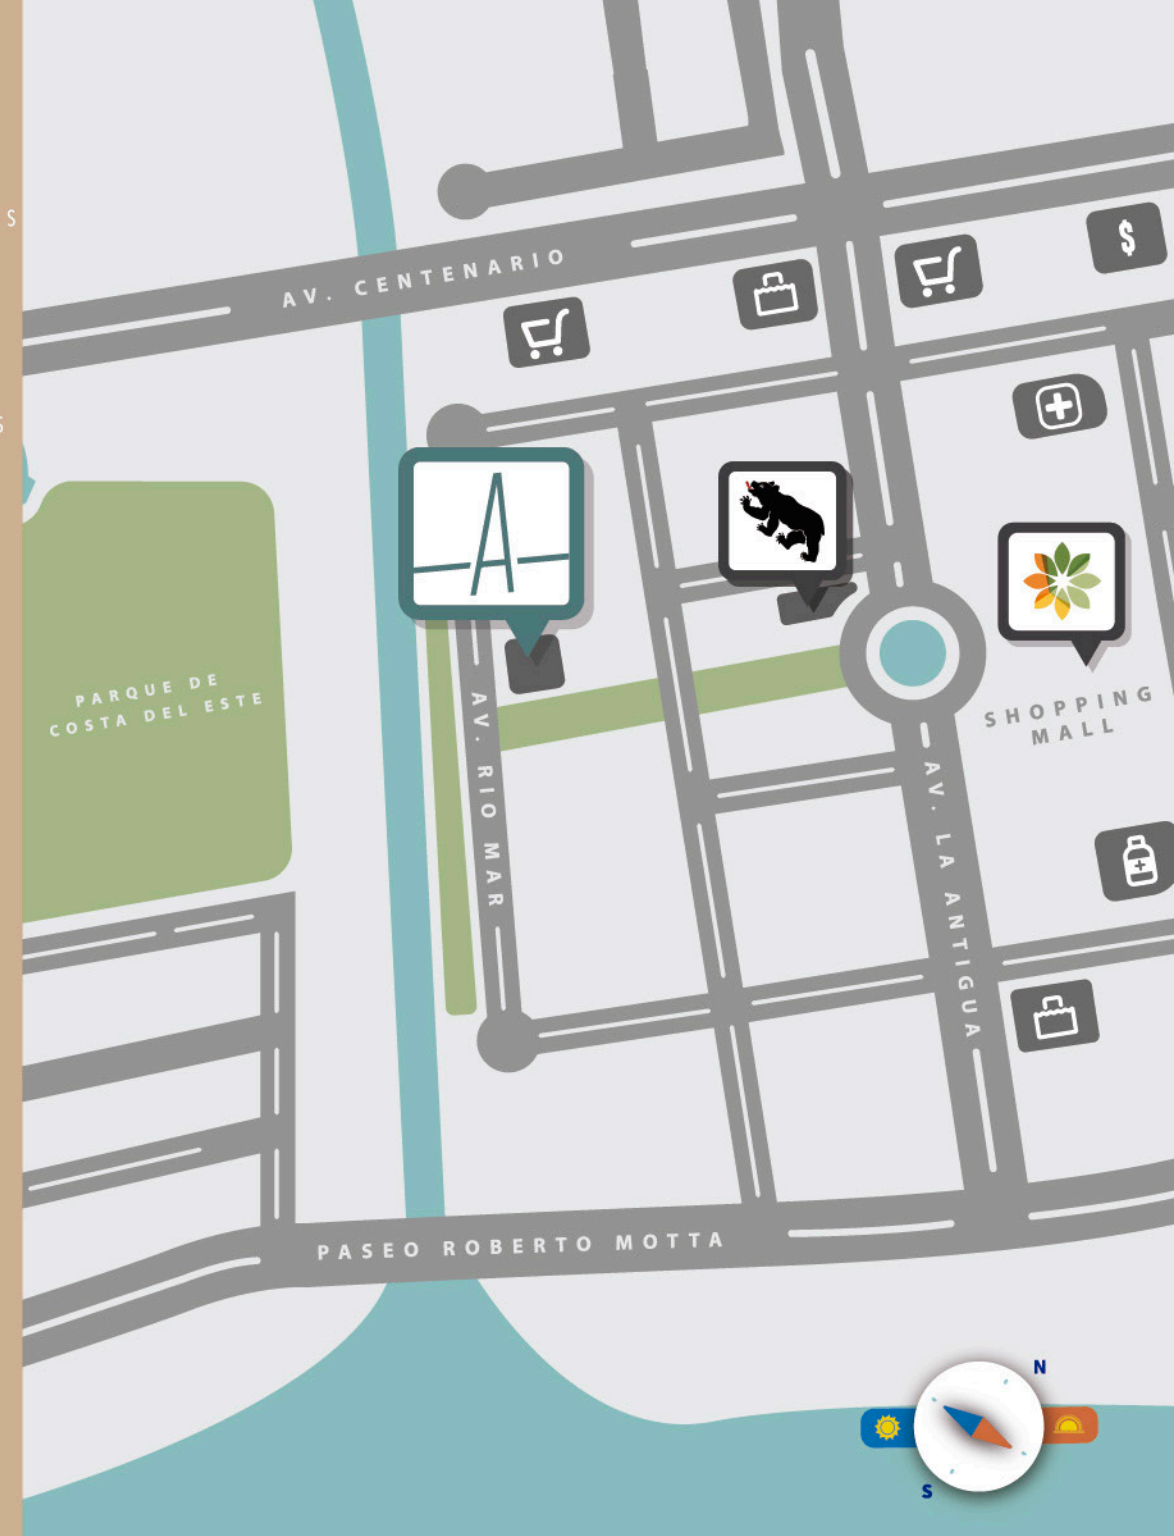 S
AV. CENTENARIO
$
S
A
PARQUE DE
COSTA DEL ESTE
AV. RIO MAR
SHOPPING
MALL
AV. LA ANTIGUA
PASEO ROBERTO MOTTA
N
S